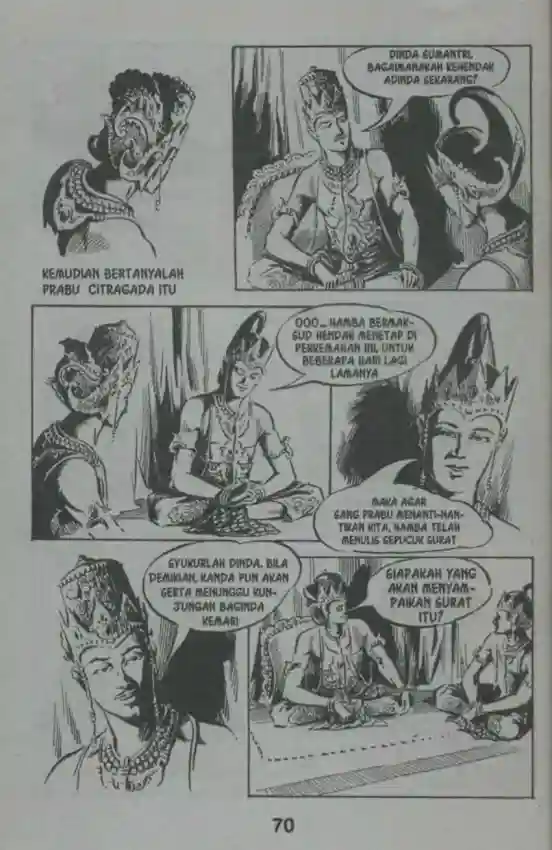 KEMUDIAN BERTANYALAH
PRABU CITRAGADA ITU
DINDA SUMANTRI,
BAGAIMANAKAH KEHENDAK
ADINDA SEKARANG?
OOO... HAMBA BERMAK-
SUD HENDAK MENETAP DI
PERKEMAHAN INI, UNTUK
BEBERAPA HARI LAGI
LAMANYA
MAKA AGAR
SANG PRABU MENANTI-NAN-
TIKAN KITA, HAMBA TELAH
MENULIS SEPUCUK SURAT
SYUKURLAH DINDA. BILA
DEMIKIAN, KANDA PUN AKAN
SERTA MENUNGGU KUN-
JUNGAN BAGINDA
KEMARI
SIAPAKAH YANG
AKAN MENYAM-
PAIKAN SURAT
ITU?
70